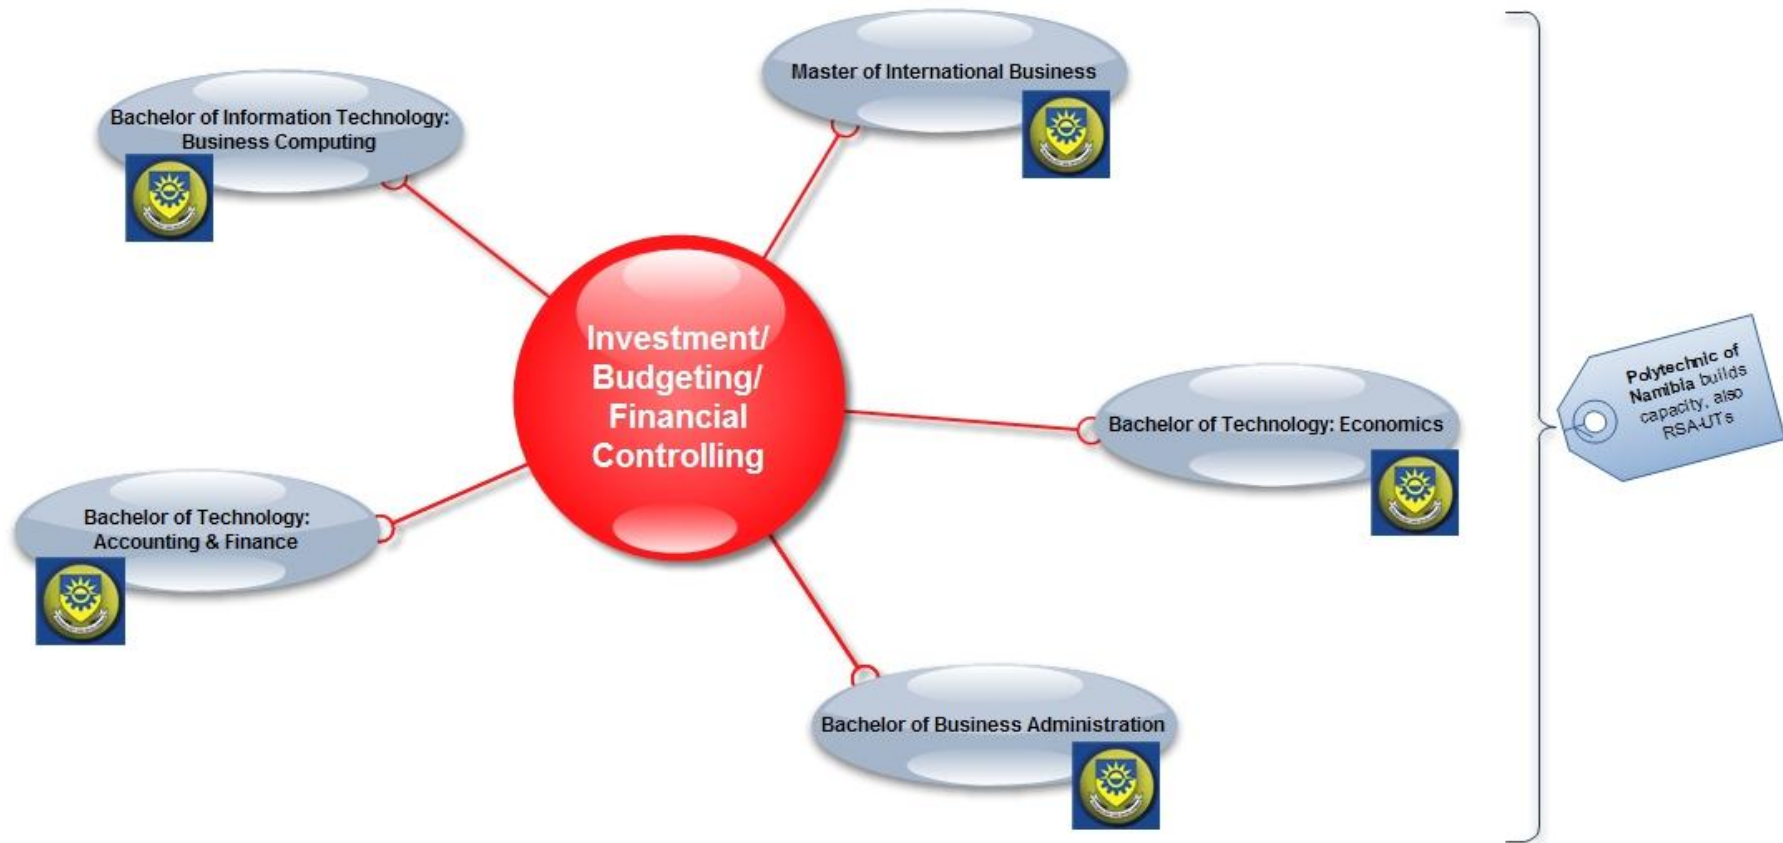 Master of International Business
Bachelor of Information Technology:
Business Computing
Investment/
Budgeting/
Financial
Controlling
Polytechnic of
Namibia builds
capacity, also
RSA-UTs
Bachelor of Technology: Economics
Bachelor of Technology:
Accounting & Finance
Bachelor of Business Administration